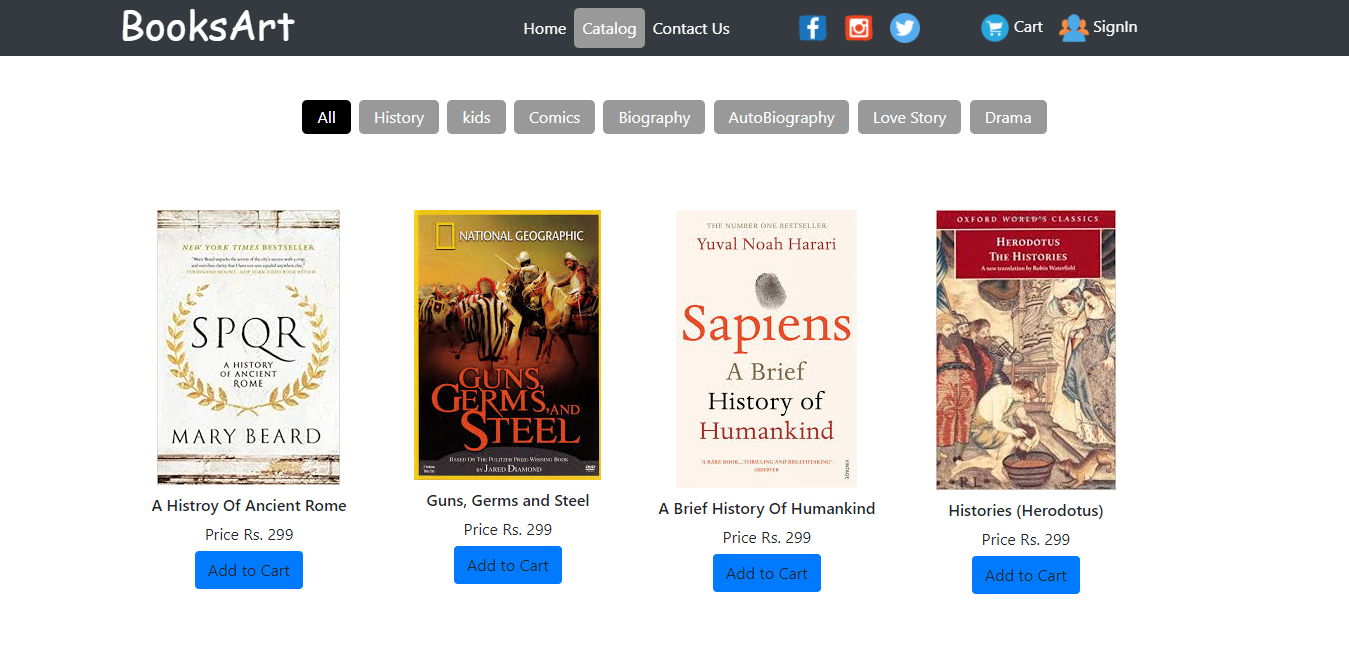 BooksArt
Home Catalog Contact Us
Cart SignIn
All History kids Comics Biography AutoBiography Love Story Drama
NEW YORK TIMES BESTSELLER
SPQR
A HISTORY
OF ANCIENT
ROME
MARY BEARD
A Histroy Of Ancient Rome
Price Rs. 299
Add to Cart
NATIONAL GEOGRAPHIC
GUNS,
GERMS, AND
STEEL
BASED ON THE PULITZER PRIZE-WINNING BOOK
BY JARED DIAMOND
DVD
Guns, Germs and Steel
Price Rs. 299
Add to Cart
THE NUMBER ONE BESTSELLER
Yuval Noah Harari
Sapiens
A Brief
History of
Humankind
'A RARE BOOK... THRILLING AND BREATHTAKING'
OBSERVER
VINTAGE
A Brief History Of Humankind
Price Rs. 299
Add to Cart
OXFORD WORLD'S CLASSICS
HERODOTUS
THE HISTORIES
A new translation by Robin Waterfield
Histories (Herodotus)
Price Rs. 299
Add to Cart